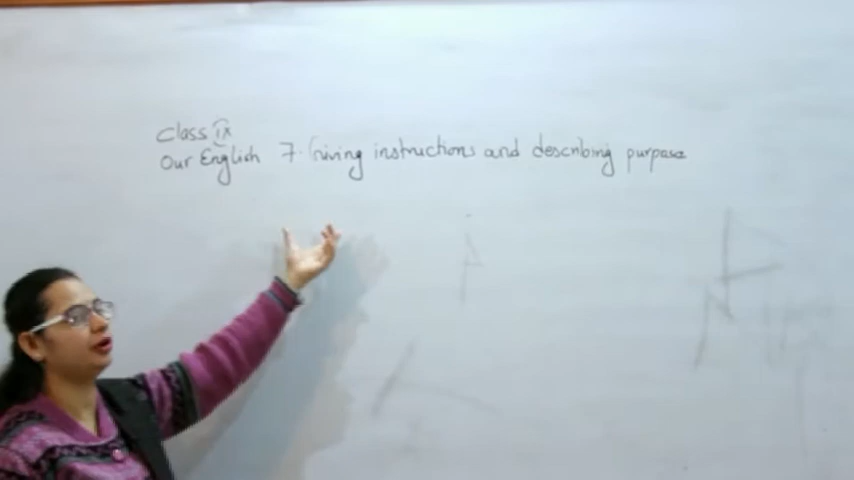 Class IX
Our English 7. Giving instructions and describing purpose